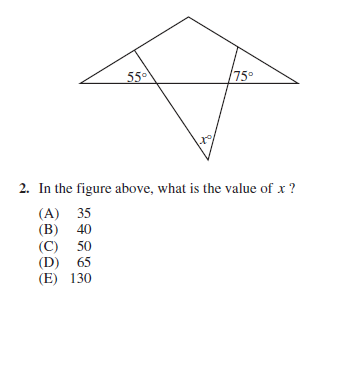 55° 75°
x°
2. In the figure above, what is the value of x ?
(A) 35
(B) 40
(C) 50
(D) 65
(E) 130